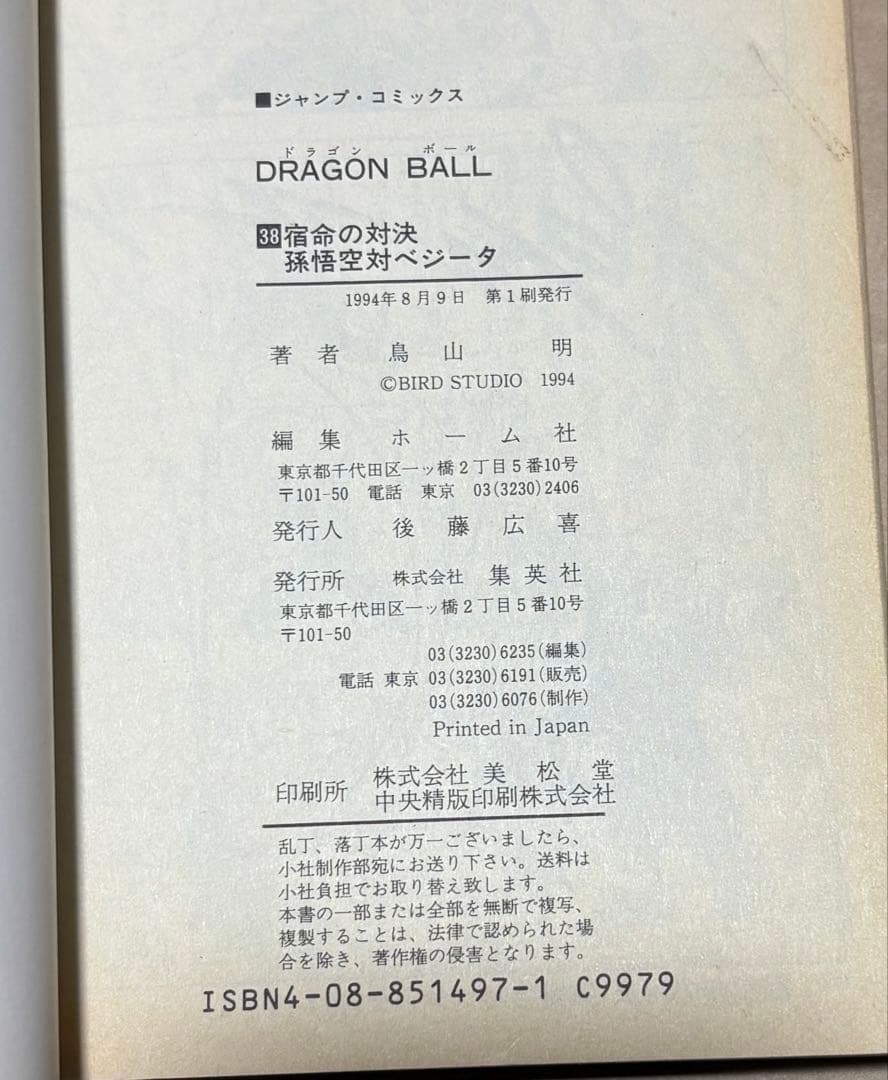 ■ジャンプ・コミックス
ドラゴン ボール
DRAGON BALL
38 宿命の対決
孫悟空対ベジータ
1994年8月9日 第1刷発行
著者 鳥山 明
©BIRD STUDIO 1994
編集 ホーム社
東京都千代田区一ッ橋2丁目5番10号
〒101-50 電話 東京 03(3230)2406
発行人 後藤広喜
発行所 株式会社 集英社
東京都千代田区一ッ橋2丁目5番10号
〒101-50
03(3230)6235(編集)
電話 東京 03(3230)6191(販売)
03(3230)6076(制作)
Printed in Japan
印刷所 株式会社 美松堂
中央精版印刷株式会社
乱丁、落丁本が万一ございましたら、
小社制作部宛にお送り下さい。送料は
小社負担でお取り替え致します。
本書の一部または全部を無断で複写、
複製することは、法律で認められた場
合を除き、著作権の侵害となります。
ISBN4-08-851497-1 C9979